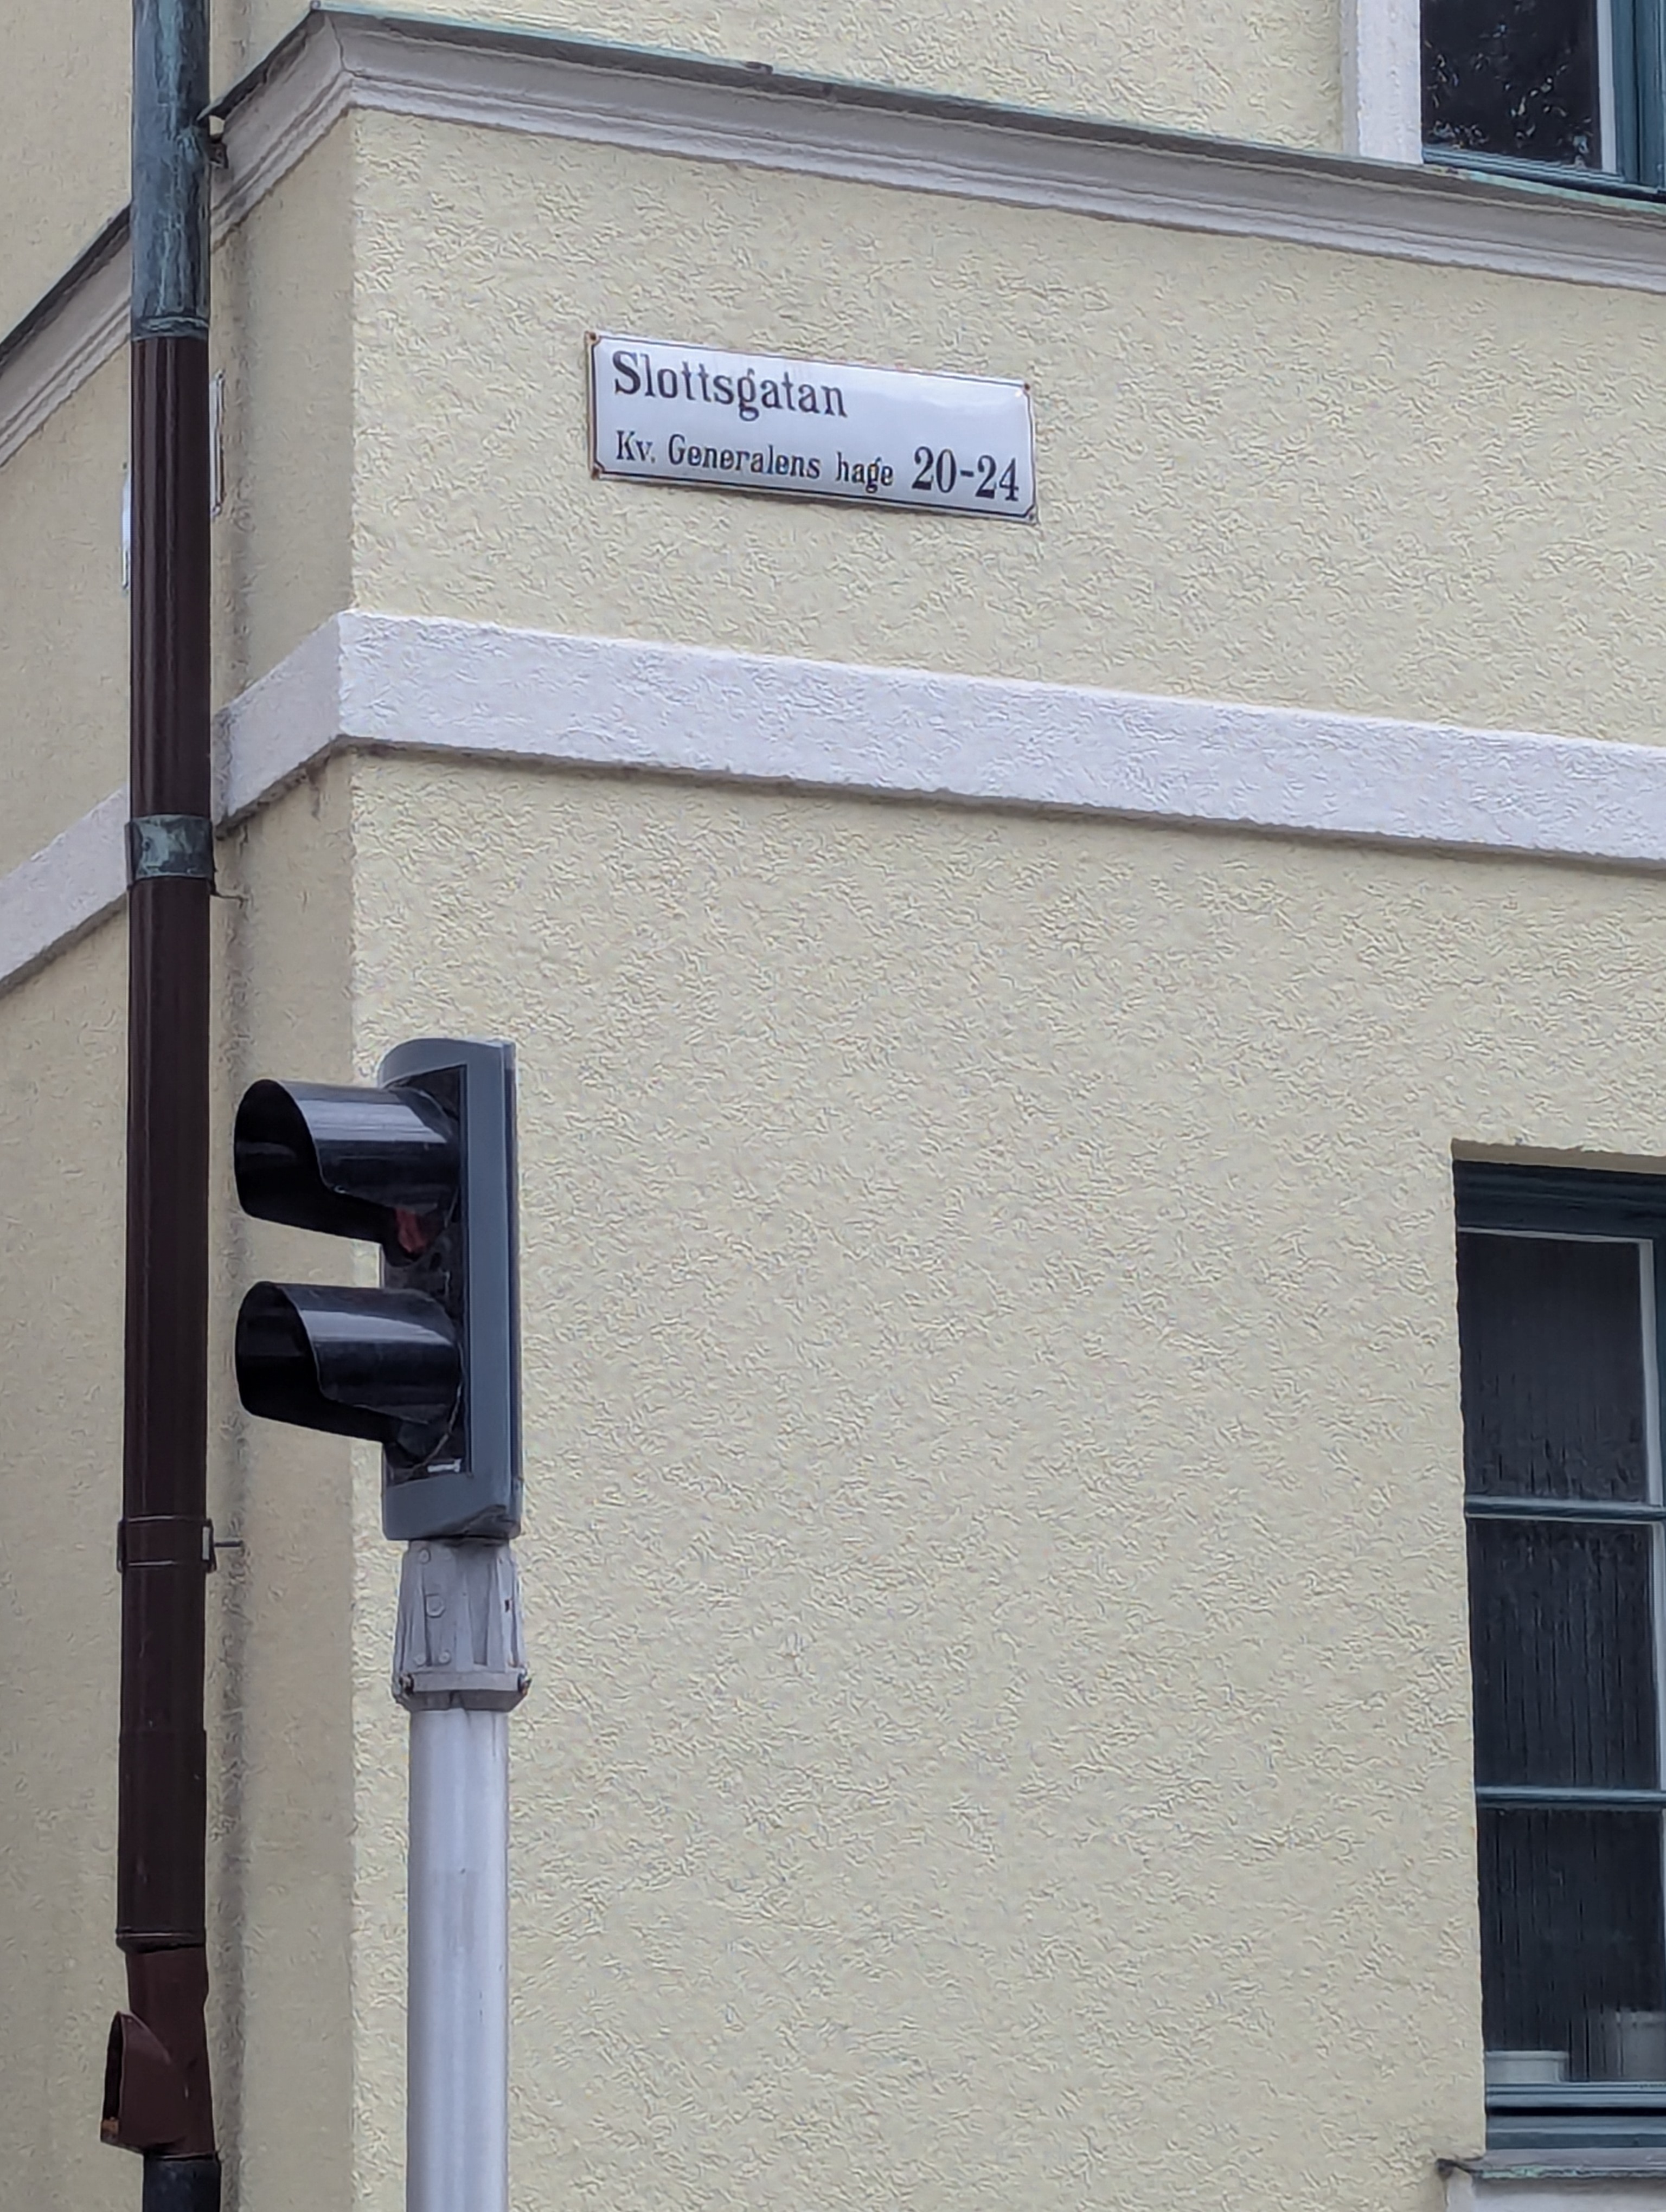 Slottsgatan
Kv. Generalens hage 20-24